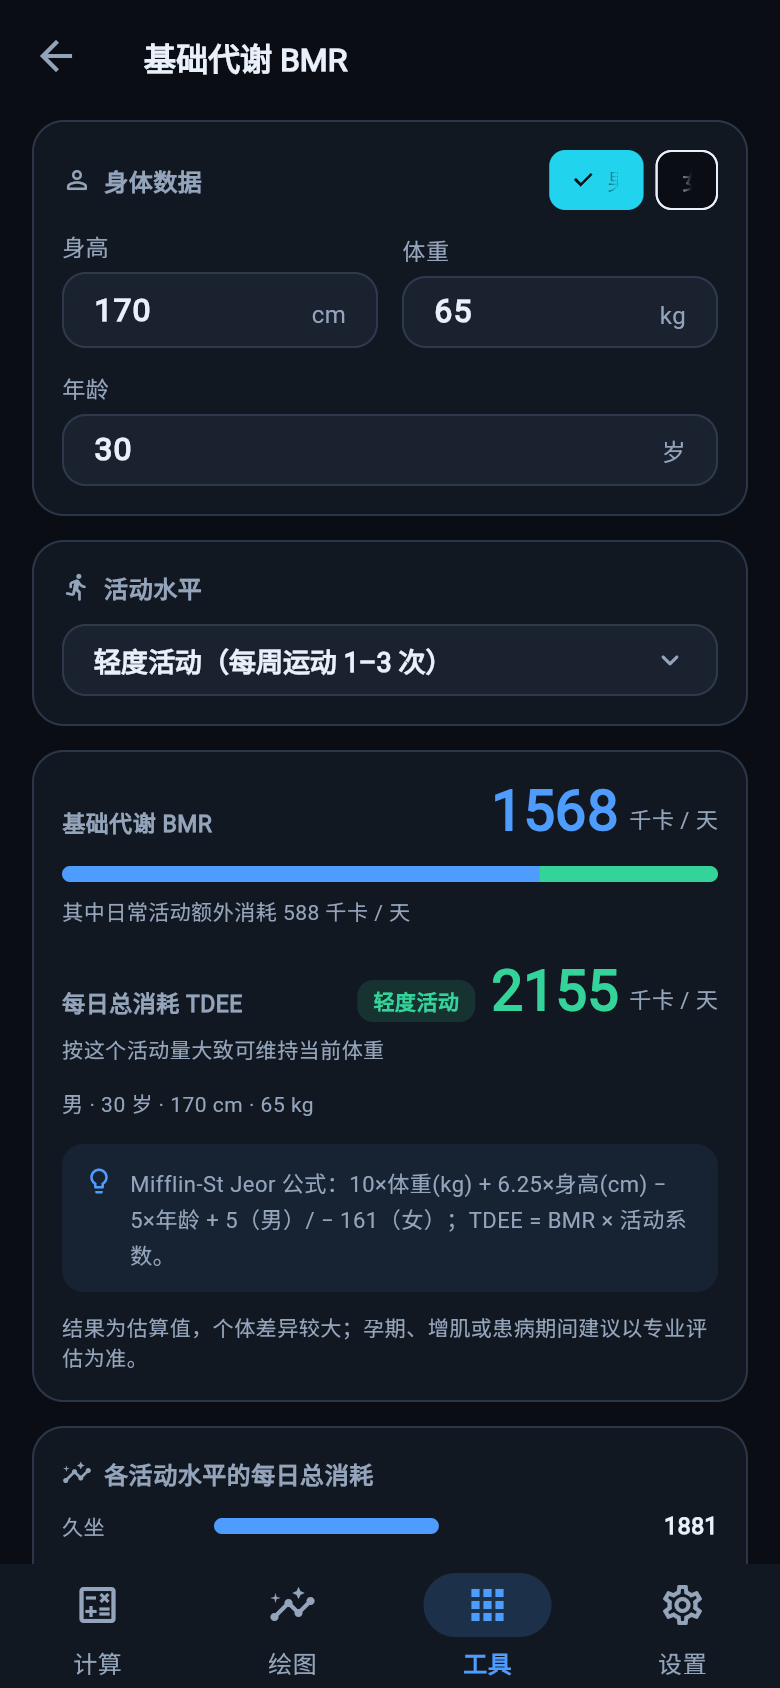 基础代谢 BMR
身体数据
身高
体重
170 cm
65 kg
年龄
30 岁
活动水平
轻度活动（每周运动 1–3 次）
基础代谢 BMR
1568 千卡 / 天
其中日常活动额外消耗 588 千卡 / 天
每日总消耗 TDEE
轻度活动
2155 千卡 / 天
按这个活动量大致可维持当前体重
男 · 30 岁 · 170 cm · 65 kg
Mifflin-St Jeor 公式：10×体重(kg) + 6.25×身高(cm) −
5×年龄 + 5（男）/ − 161（女）；TDEE = BMR × 活动系
数。
结果为估算值，个体差异较大；孕期、增肌或患病期间建议以专业评
估为准。
各活动水平的每日总消耗
久坐 1881
计算
绘图
工具
设置